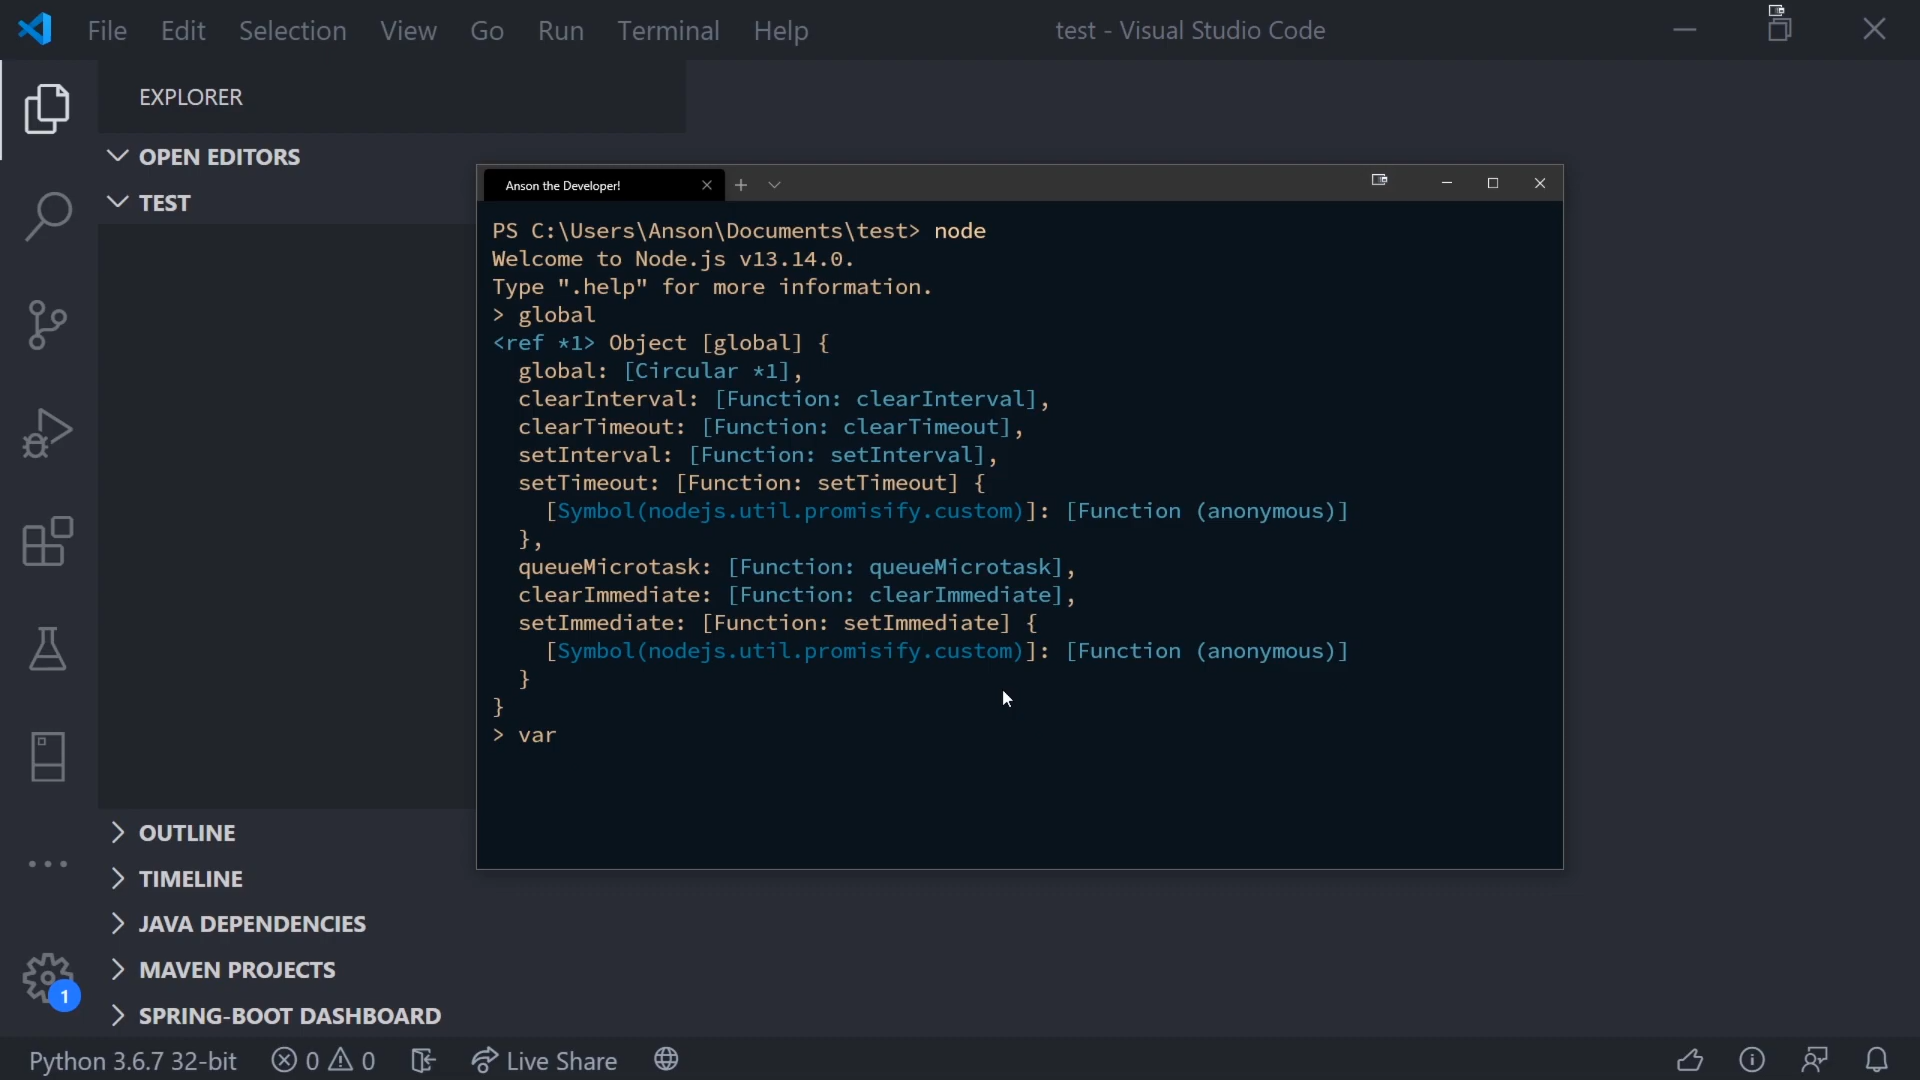 File Edit Selection View Go Run Terminal Help test - Visual Studio Code
EXPLORER
OPEN EDITORS
TEST
Anson the Developer!
PS C:\Users\Anson\Documents\test> node
Welcome to Node.js v13.14.0.
Type ".help" for more information.
> global
<ref *1> Object [global] {
  global: [Circular *1],
  clearInterval: [Function: clearInterval],
  clearTimeout: [Function: clearTimeout],
  setInterval: [Function: setInterval],
  setTimeout: [Function: setTimeout] {
    [Symbol(nodejs.util.promisify.custom)]: [Function (anonymous)]
  },
  queueMicrotask: [Function: queueMicrotask],
  clearImmediate: [Function: clearImmediate],
  setImmediate: [Function: setImmediate] {
    [Symbol(nodejs.util.promisify.custom)]: [Function (anonymous)]
  }
}
> var
OUTLINE
TIMELINE
JAVA DEPENDENCIES
MAVEN PROJECTS
1
SPRING-BOOT DASHBOARD
Python 3.6.7 32-bit 0 0 Live Share